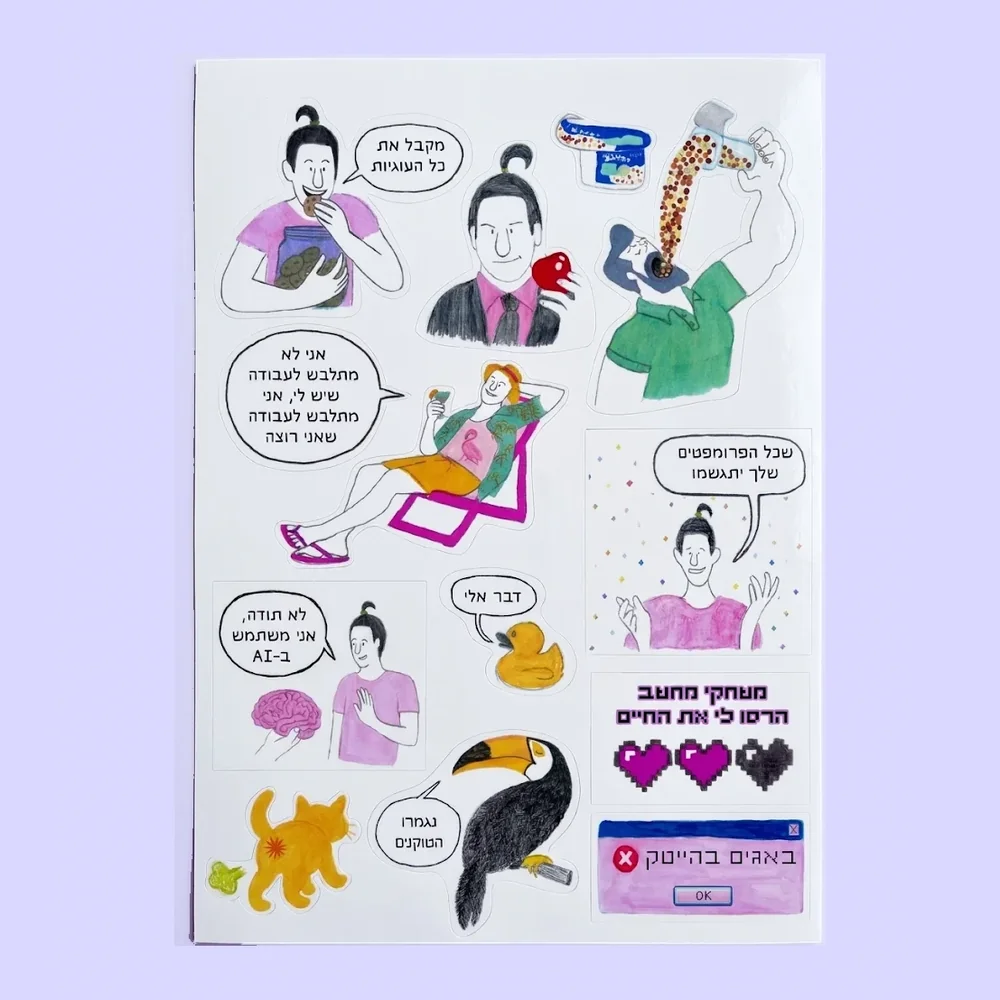 מקבל את
כל העוגיות
אני לא
מתלבש לעבודה
שיש לי, אני
מתלבש לעבודה
שאני רוצה
שכל הפרומפטים
שלך יתגשמו
לא תודה,
אני משתמש
ב-AI
דבר אלי
משחקי מחשב
הרסו לי את החיים
נגמרו
הטוקנים
באגים בהייטק
X
OK